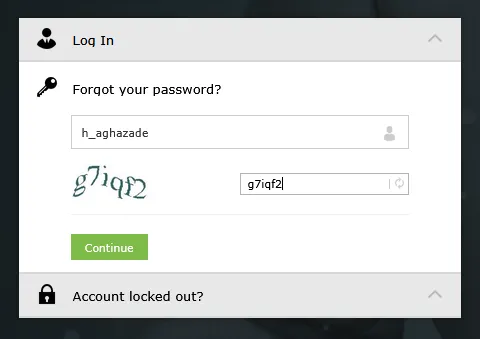 Log In
Forgot your password?
h_aghazade
g7iqf2
g7iqf2
Continue
Account locked out?